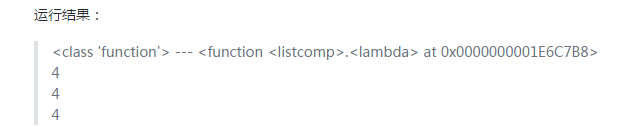 运行结果：
<class 'function'> --- <function <listcomp>.<lambda> at 0x0000000001E6C7B8>
4
4
4